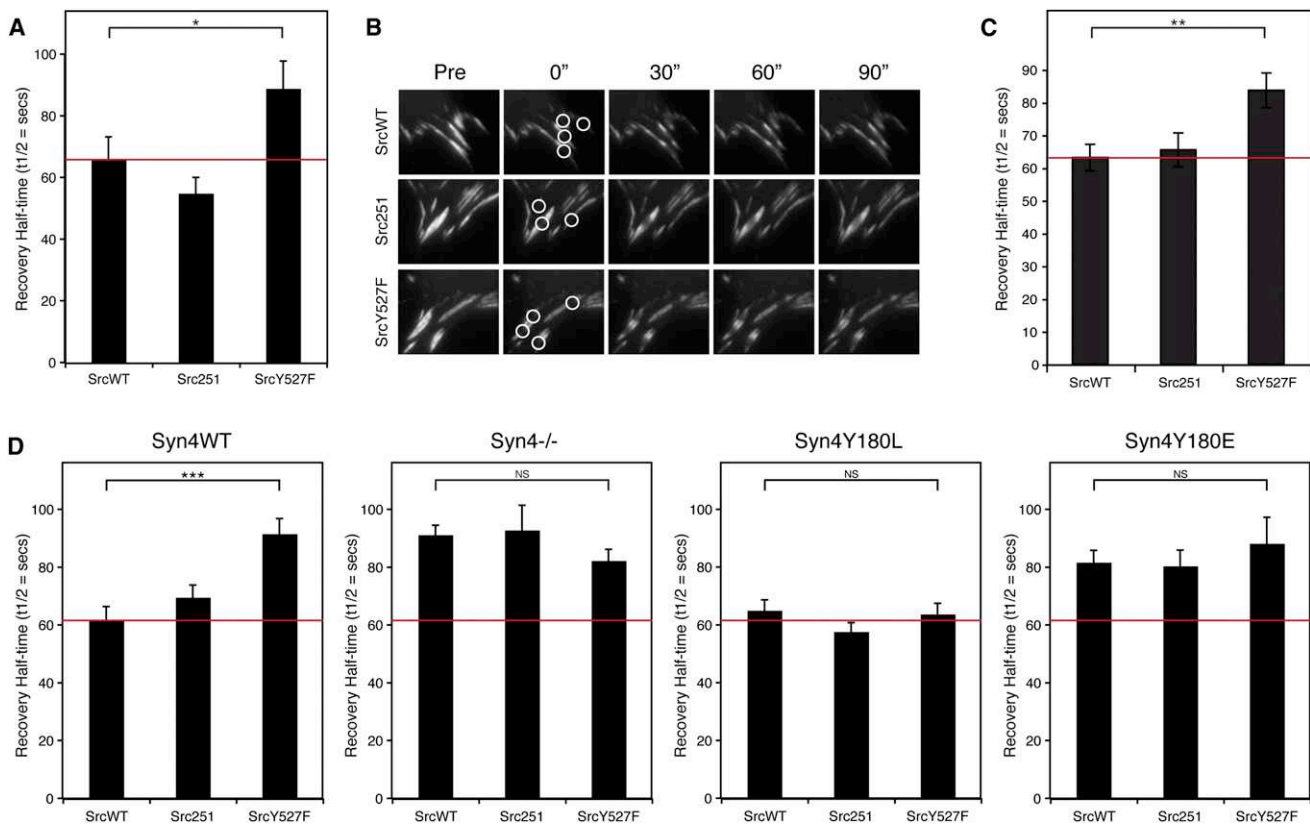 A
*
Recovery Half-time (t1/2 = secs)
100
80
60
40
20
0
SrcWT Src251 SrcY527F
B
Pre 0” 30” 60” 90”
SrcWT
Src251
SrcY527F
C
**
Recovery Half-time (t1/2 = secs)
90
80
70
60
50
40
30
20
10
0
SrcWT Src251 SrcY527F
D
Syn4WT
***
Recovery Half-time (t1/2 = secs)
100
80
60
40
80
0
SrcWT Src251 SrcY527F
Syn4-/-
NS
Recovery Half-time (t1/2 = secs)
100
80
60
40
80
0
SrcWT Src251 SrcY527F
Syn4Y180L
NS
Recovery Half-time (t1/2 = secs)
100
80
60
40
80
0
SrcWT Src251 SrcY527F
Syn4Y180E
NS
Recovery Half-time (t1/2 = secs)
100
80
60
40
80
0
SrcWT Src251 SrcY527F